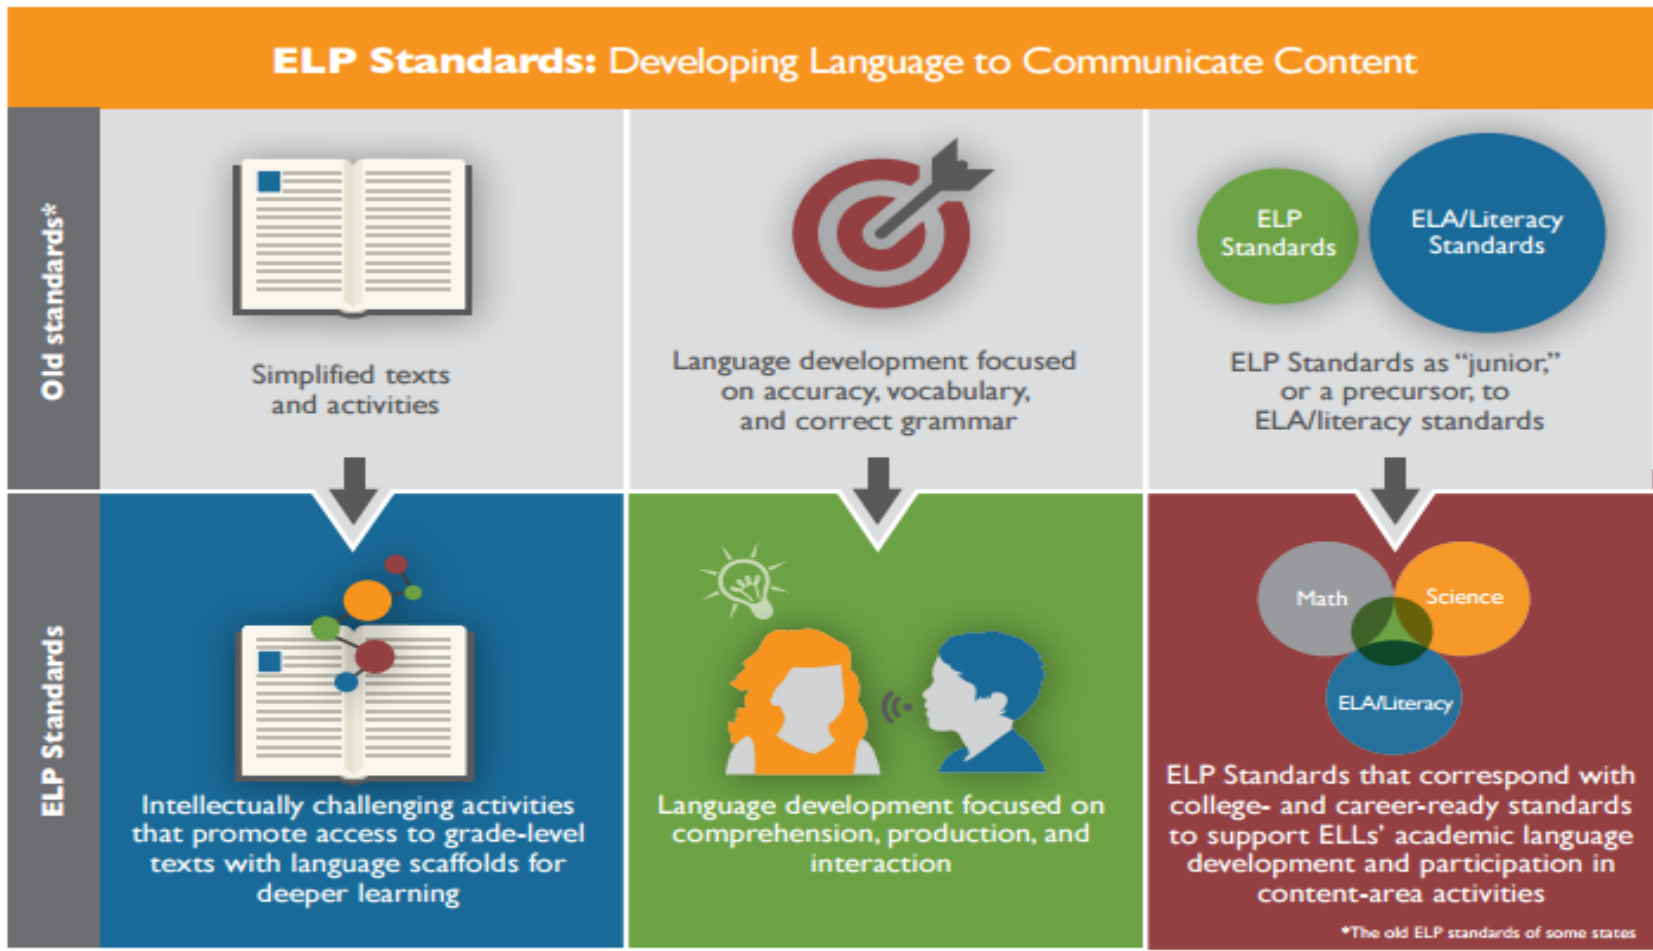 ELP Standards: Developing Language to Communicate Content
Old standards*
Simplified texts
and activities
Language development focused
on accuracy, vocabulary,
and correct grammar
ELP
Standards
ELA/Literacy
Standards
ELP Standards as “junior,”
or a precursor, to
ELA/literacy standards
ELP Standards
Intellectually challenging activities
that promote access to grade-level
texts with language scaffolds for
deeper learning
Language development focused on
comprehension, production, and
interaction
Math
Science
ELA/Literacy
ELP Standards that correspond with
college- and career-ready standards
to support ELLs’ academic language
development and participation in
content-area activities
*The old ELP standards of some states